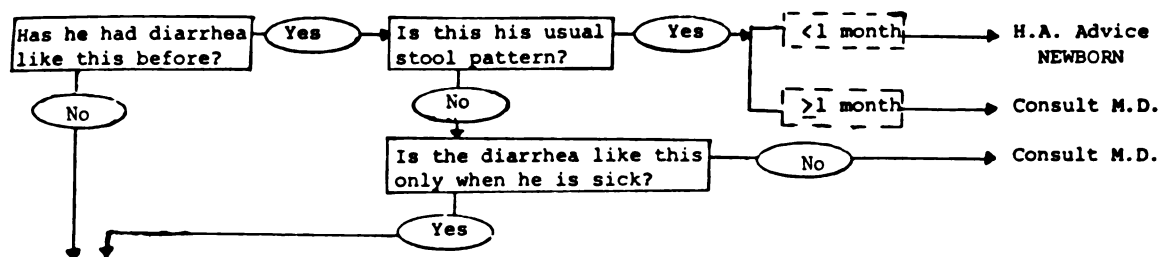 Has he had diarrhea
like this before?
Yes
Is this his usual
stool pattern?
Yes
<1 month
H.A. Advice
NEWBORN
No
No
≥1 month
Consult M.D.
Is the diarrhea like this
only when he is sick?
No
Consult M.D.
Yes